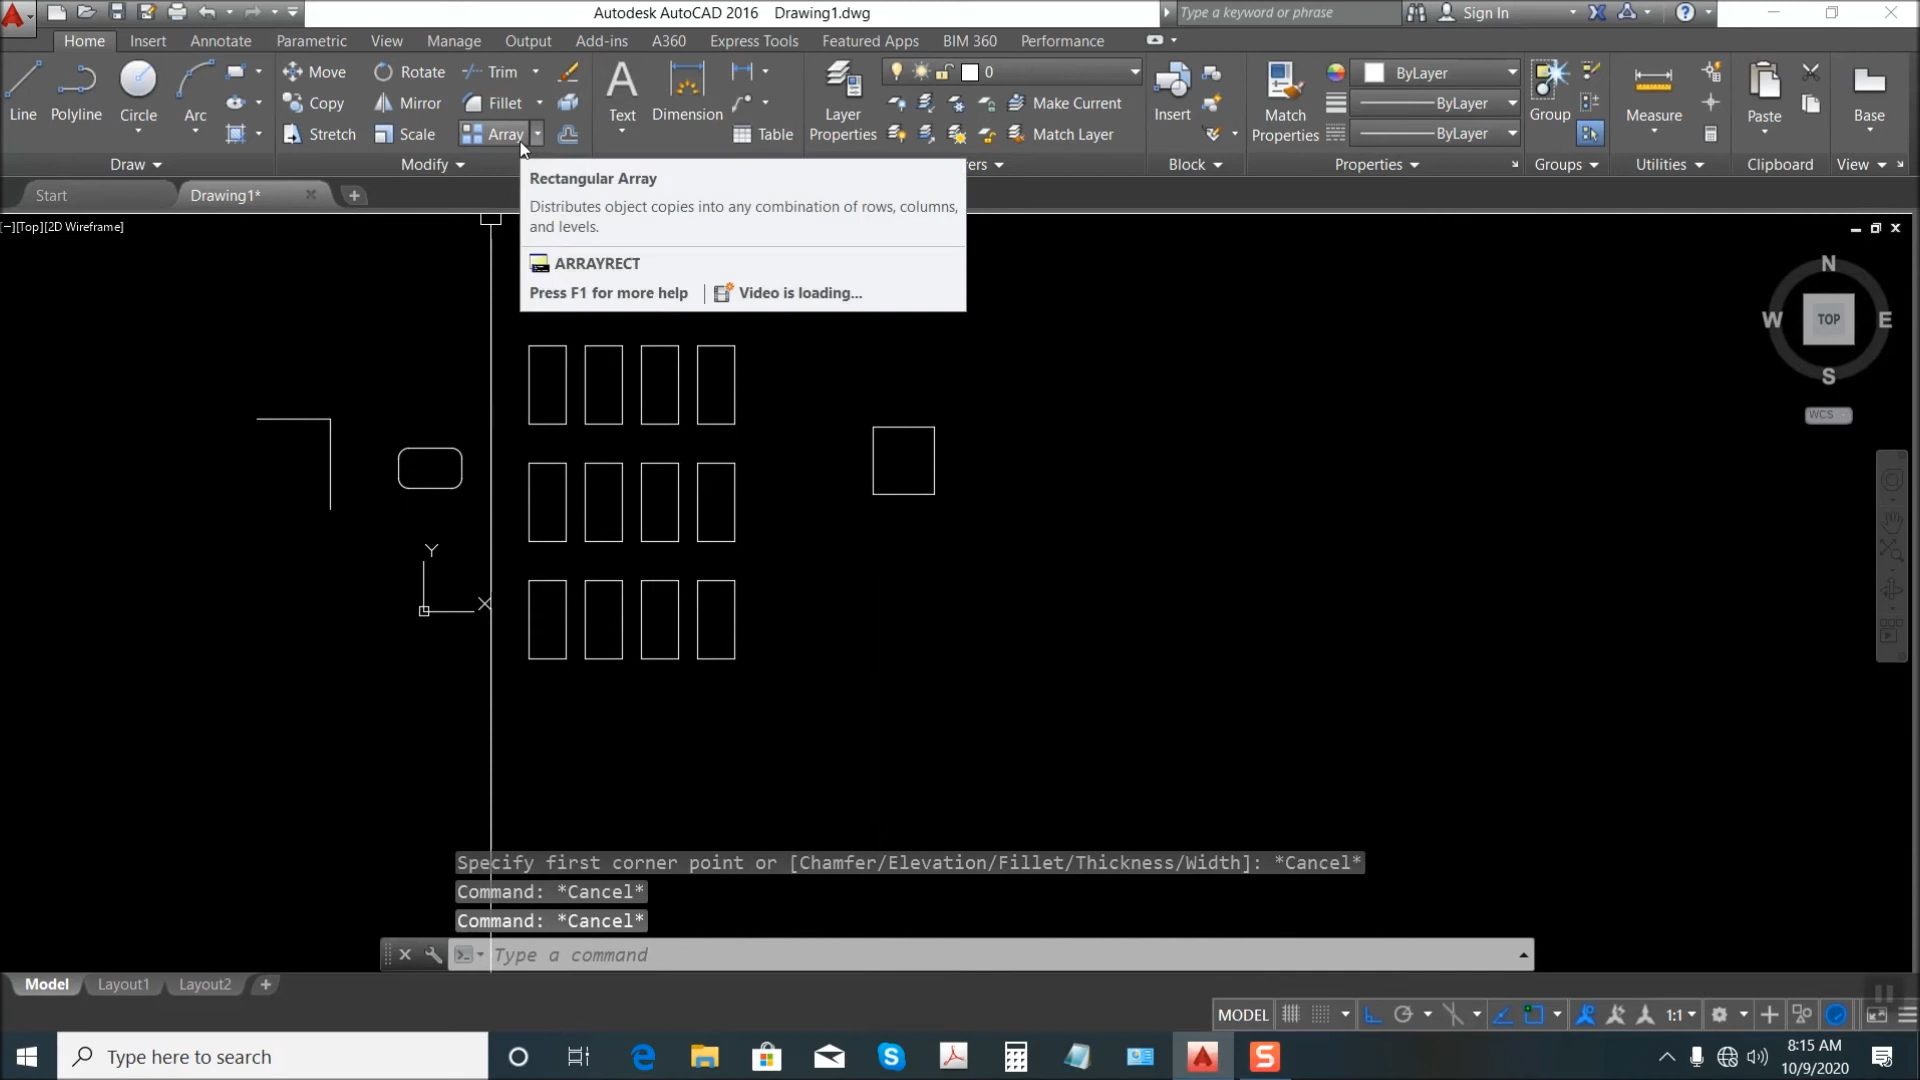 Autodesk AutoCAD 2016 Drawing1.dwg
Type a keyword or phrase
Sign In
Home Insert Annotate Parametric View Manage Output Add-ins A360 Express Tools Featured Apps BIM 360 Performance
Line
Polyline
Circle
Arc
Move
Rotate
Trim
Copy
Mirror
Fillet
Stretch
Scale
Array
Text
Dimension
Table
Layer
Properties
0
Make Current
Match Layer
Insert
Match
Properties
ByLayer
ByLayer
ByLayer
Group
Measure
Paste
Base
Draw
Modify
ers
Block
Properties
Groups
Utilities
Clipboard
View
Start
Drawing1*
[−][Top][2D Wireframe]
Rectangular Array
Distributes object copies into any combination of rows, columns,
and levels.
ARRAYRECT
Press F1 for more help
Video is loading...
N
W
TOP
E
S
WCS
Y
X
Specify first corner point or [Chamfer/Elevation/Fillet/Thickness/Width]: *Cancel*
Command: *Cancel*
Command: *Cancel*
Type a command
Model Layout1 Layout2
MODEL
1:1
Type here to search
8:15 AM
10/9/2020